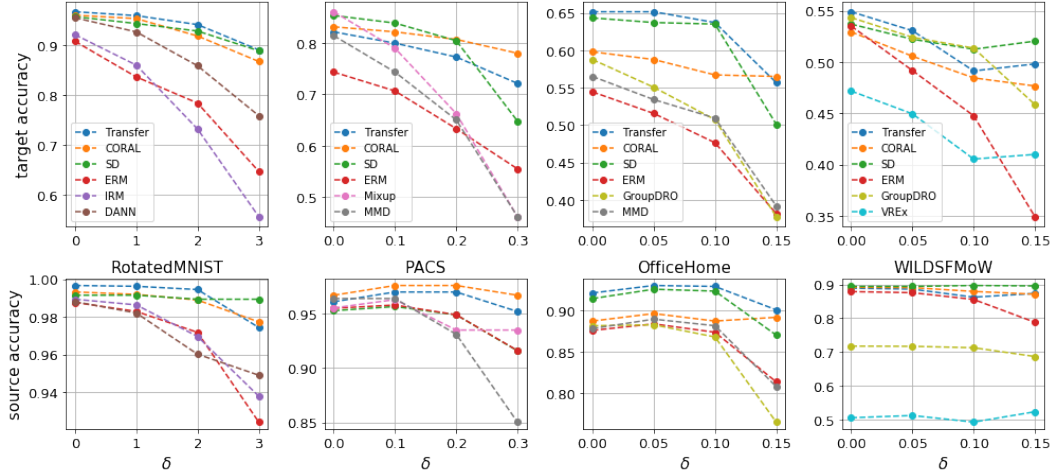 target accuracy
0.9
0.8
0.7
0.6
Transfer
CORAL
SD
ERM
IRM
DANN
0
1
2
3
0.8
0.7
0.6
0.5
Transfer
CORAL
SD
ERM
Mixup
MMD
0.0
0.1
0.2
0.3
0.65
0.60
0.55
0.50
0.45
0.40
Transfer
CORAL
SD
ERM
GroupDRO
MMD
0.00
0.05
0.10
0.15
0.55
0.50
0.45
0.40
0.35
Transfer
CORAL
SD
ERM
GroupDRO
VREx
0.00
0.05
0.10
0.15
RotatedMNIST
source accuracy
1.00
0.98
0.96
0.94
0
1
2
3
δ
PACS
0.95
0.90
0.85
0.0
0.1
0.2
0.3
δ
OfficeHome
0.90
0.85
0.80
0.00
0.05
0.10
0.15
δ
WILDSFMoW
0.9
0.8
0.7
0.6
0.5
0.00
0.05
0.10
0.15
δ